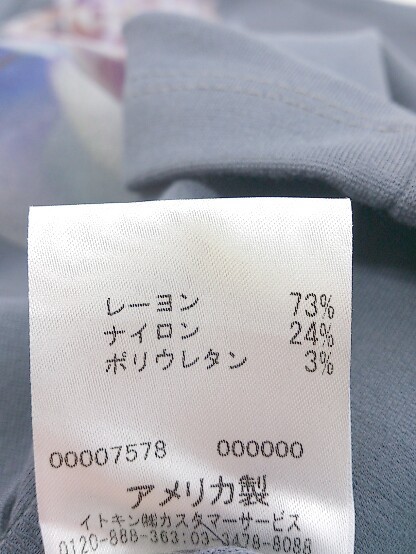 レーヨン 73%
ナイロン 24%
ポリウレタン 3%
00007578 000000
アメリカ製
イトキン㈱カスタマーサービス
0120-888-363:03-3478-8088